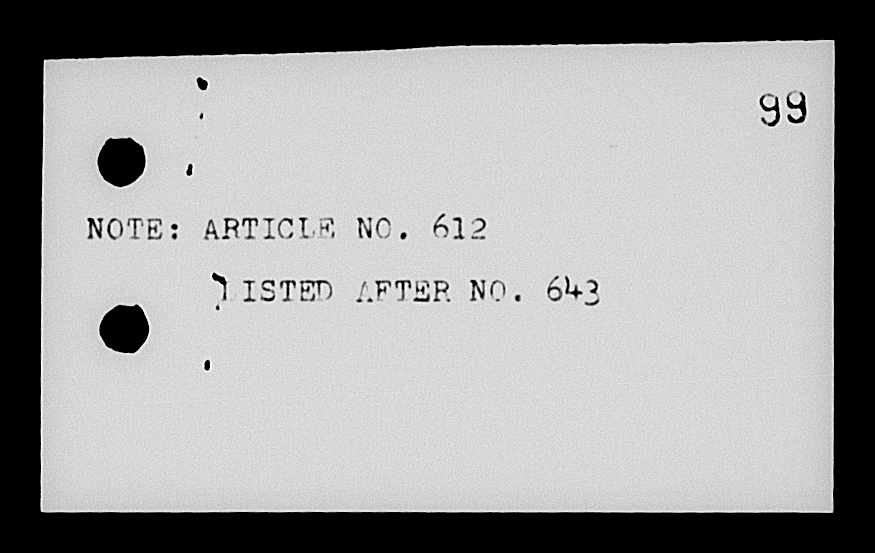 99
NOTE: ARTICLE NO. 612
LISTED AFTER NO. 643